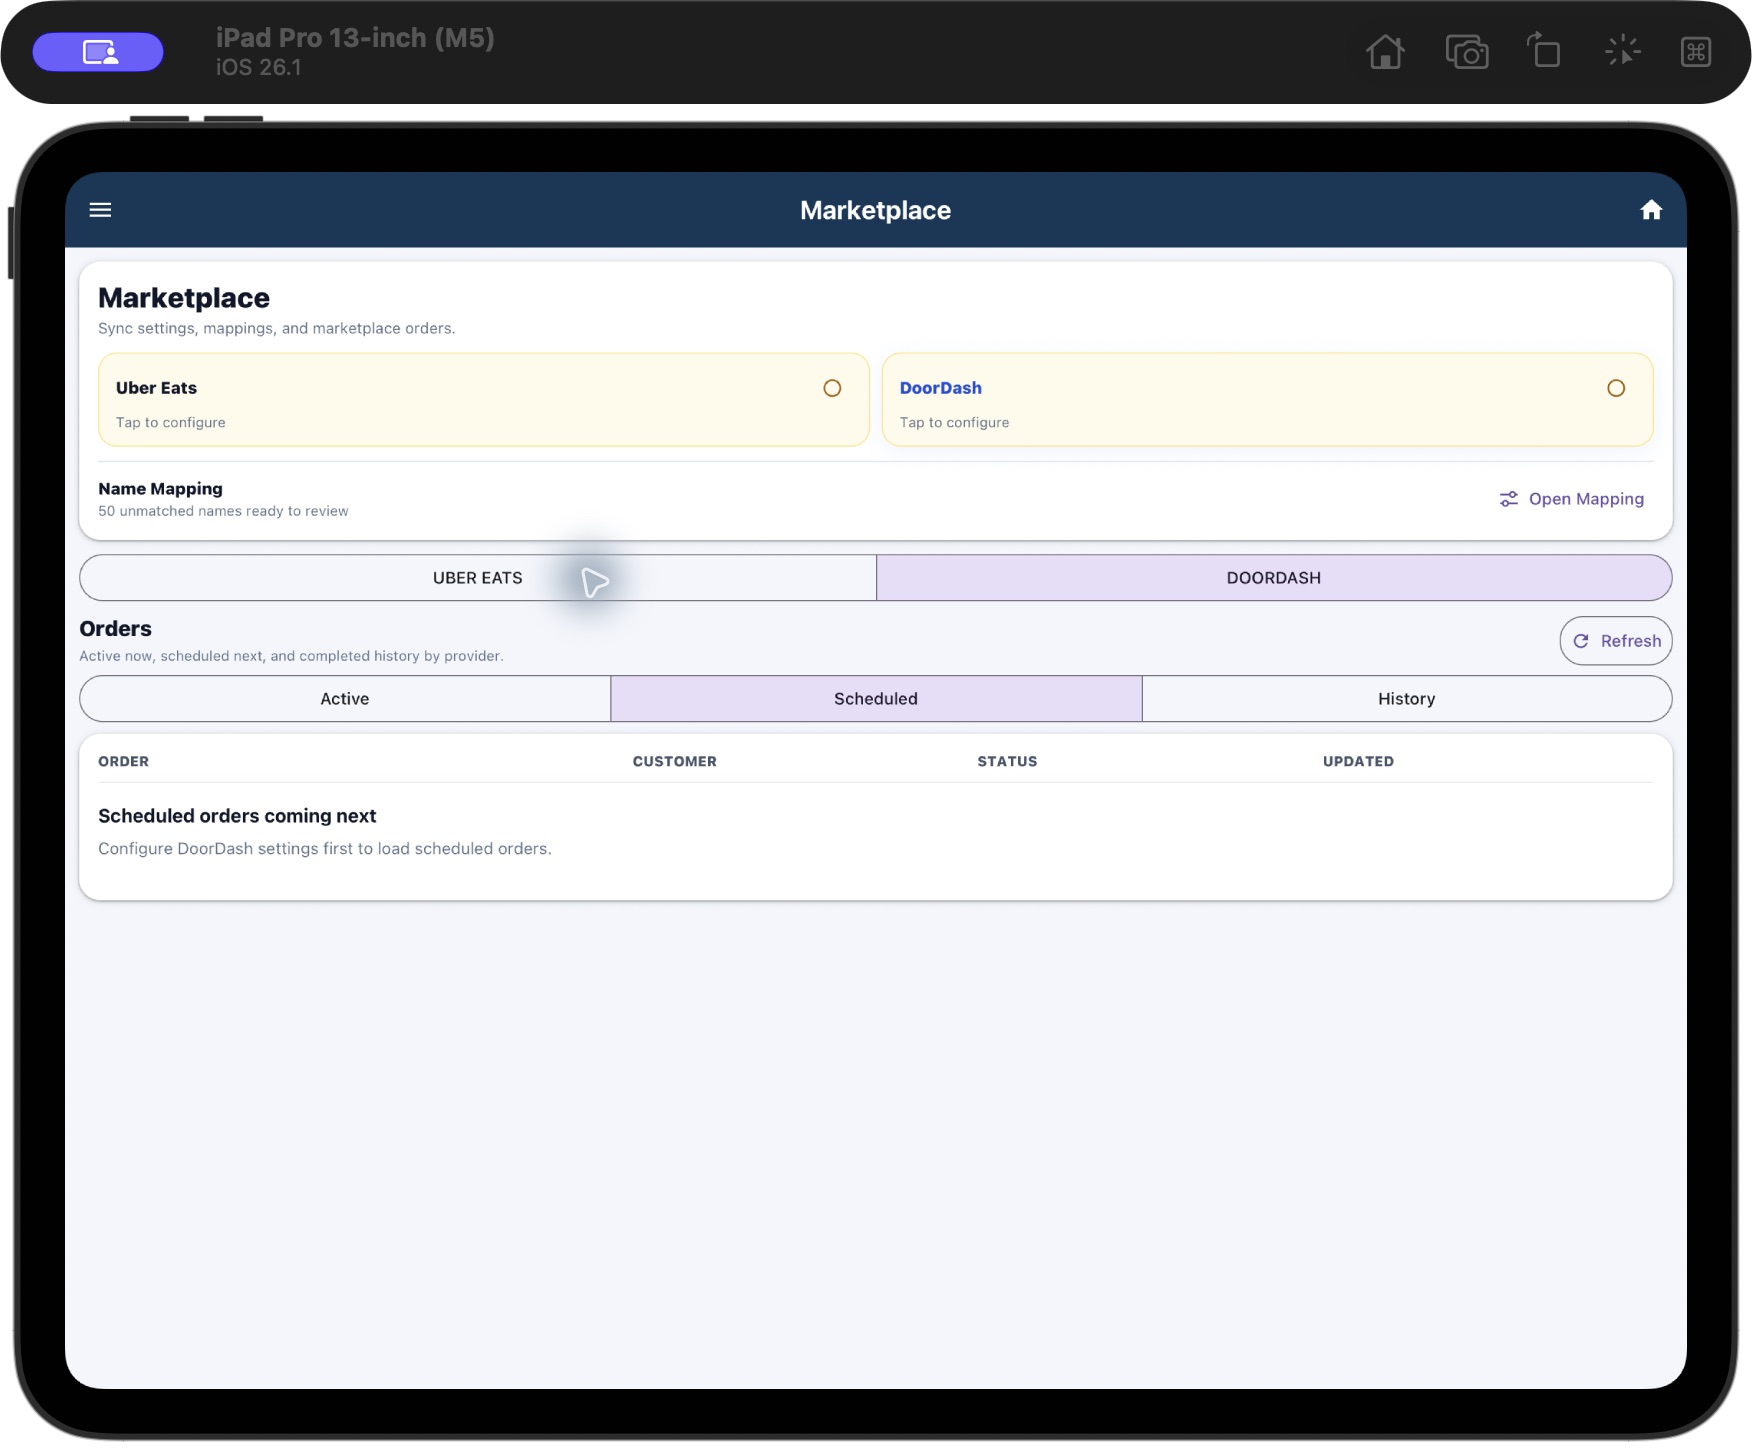 iPad Pro 13-inch (M5)
iOS 26.1
Marketplace
Marketplace
Sync settings, mappings, and marketplace orders.
Uber Eats
Tap to configure
DoorDash
Tap to configure
Name Mapping
50 unmatched names ready to review
Open Mapping
UBER EATS
DOORDASH
Orders
Active now, scheduled next, and completed history by provider.
Refresh
Active
Scheduled
History
ORDER
CUSTOMER
STATUS
UPDATED
Scheduled orders coming next
Configure DoorDash settings first to load scheduled orders.